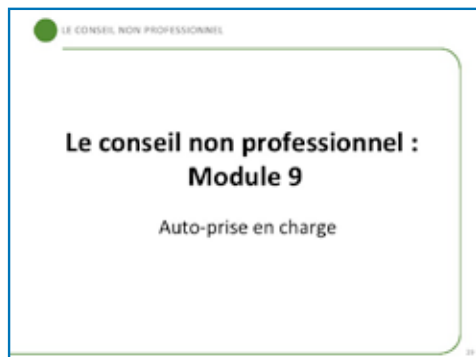 LE CONSEIL NON PROFESSIONNEL
Le conseil non professionnel :
Module 9
Auto-prise en charge